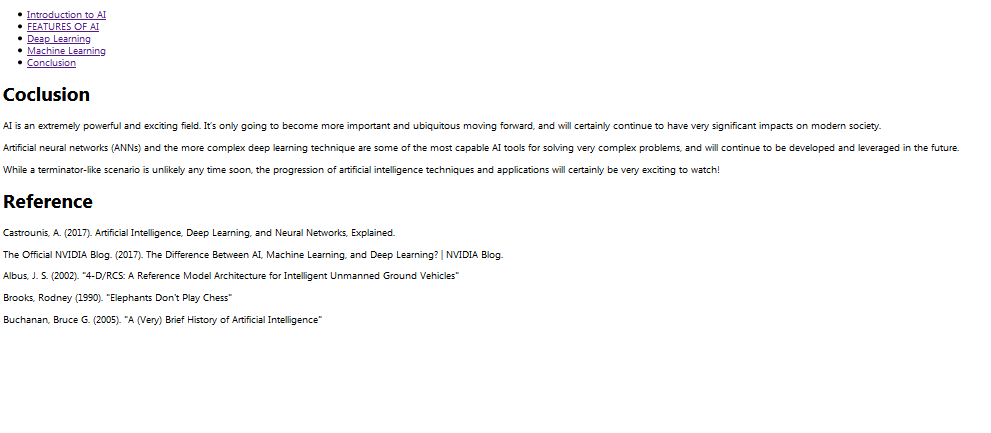 Introduction to AI
FEATURES OF AI
Deap Learning
Machine Learning
Conclusion
Coclusion
AI is an extremely powerful and exciting field. It's only going to become more important and ubiquitous moving forward, and will certainly continue to have very significant impacts on modern society.
Artificial neural networks (ANNs) and the more complex deep learning technique are some of the most capable AI tools for solving very complex problems, and will continue to be developed and leveraged in the future.
While a terminator-like scenario is unlikely any time soon, the progression of artificial intelligence techniques and applications will certainly be very exciting to watch!
Reference
Castrounis, A. (2017). Artificial Intelligence, Deep Learning, and Neural Networks, Explained.
The Official NVIDIA Blog. (2017). The Difference Between AI, Machine Learning, and Deep Learning? | NVIDIA Blog.
Albus, J. S. (2002). "4-D/RCS: A Reference Model Architecture for Intelligent Unmanned Ground Vehicles"
Brooks, Rodney (1990). "Elephants Don't Play Chess"
Buchanan, Bruce G. (2005). "A (Very) Brief History of Artificial Intelligence"